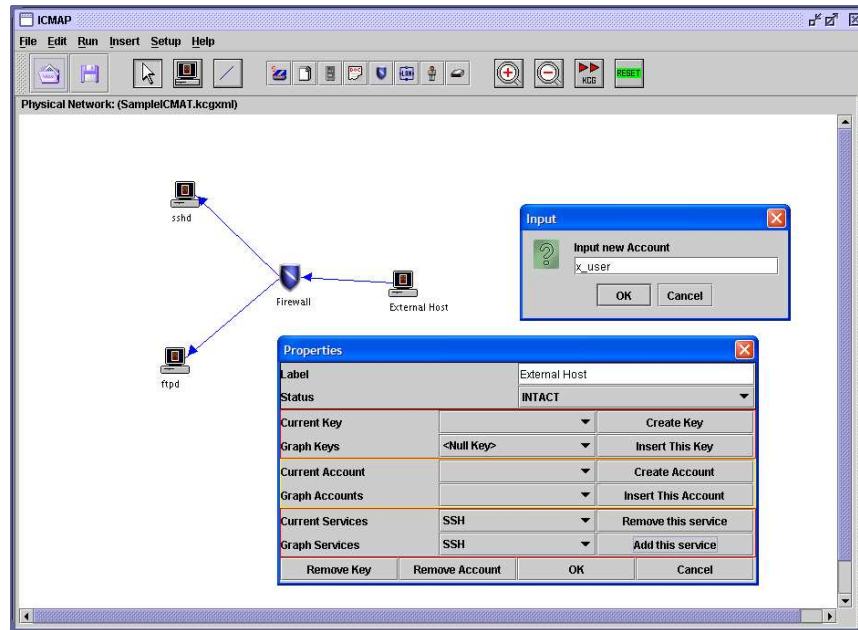 ICMAP
File Edit Run Insert Setup Help
KCG
RESET
Physical Network: (SampleICMAT.kcgxml)
sshd
Firewall
External Host
ftpd
Input
Input new Account
x_user
OK Cancel
Properties
Label External Host
Status INTACT
Current Key Create Key
Graph Keys <Null Key> Insert This Key
Current Account Create Account
Graph Accounts Insert This Account
Current Services SSH Remove this service
Graph Services SSH Add this service
Remove Key Remove Account OK Cancel